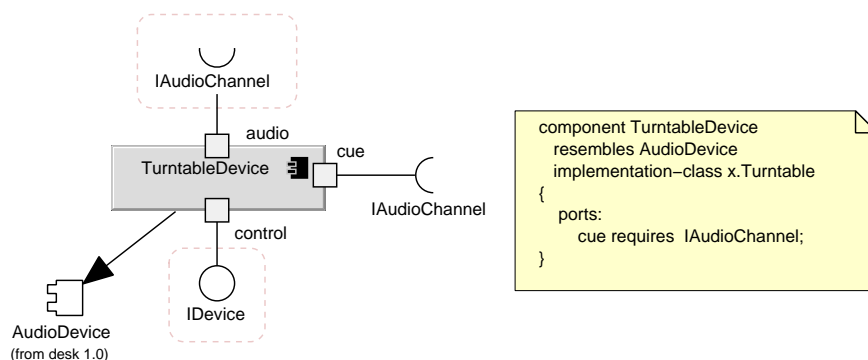 IAudioChannel
audio
TurntableDevice
cue
IAudioChannel
control
IDevice
AudioDevice
(from desk 1.0)
component TurntableDevice
resembles AudioDevice
implementation−class x.Turntable
{
ports:
cue requires IAudioChannel;
}